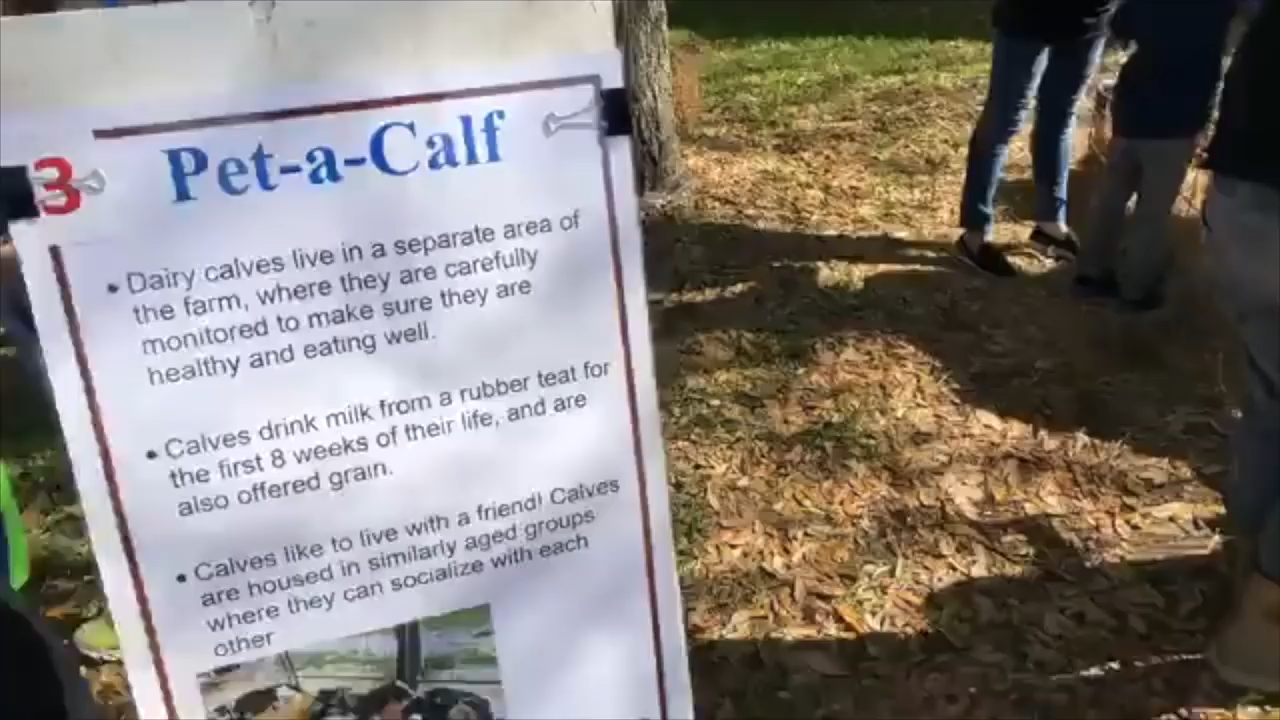 3
Pet-a-Calf
• Dairy calves live in a separate area of
the farm, where they are carefully
monitored to make sure they are
healthy and eating well.
• Calves drink milk from a rubber teat for
the first 8 weeks of their life, and are
also offered grain.
• Calves like to live with a friend! Calves
are housed in similarly aged groups
where they can socialize with each
other